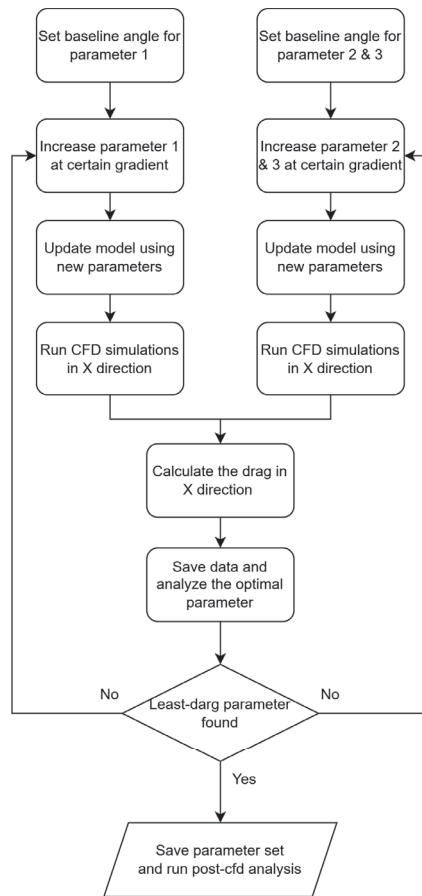 Set baseline angle for
parameter 1
Set baseline angle for
parameter 2 & 3
Increase parameter 1
at certain gradient
Increase parameter 2
& 3 at certain gradient
Update model using
new parameters
Update model using
new parameters
Run CFD simulations
in X direction
Run CFD simulations
in X direction
Calculate the drag in
X direction
Save data and
analyze the optimal
parameter
No
Least-darg parameter
found
No
Yes
Save parameter set
and run post-cfd analysis